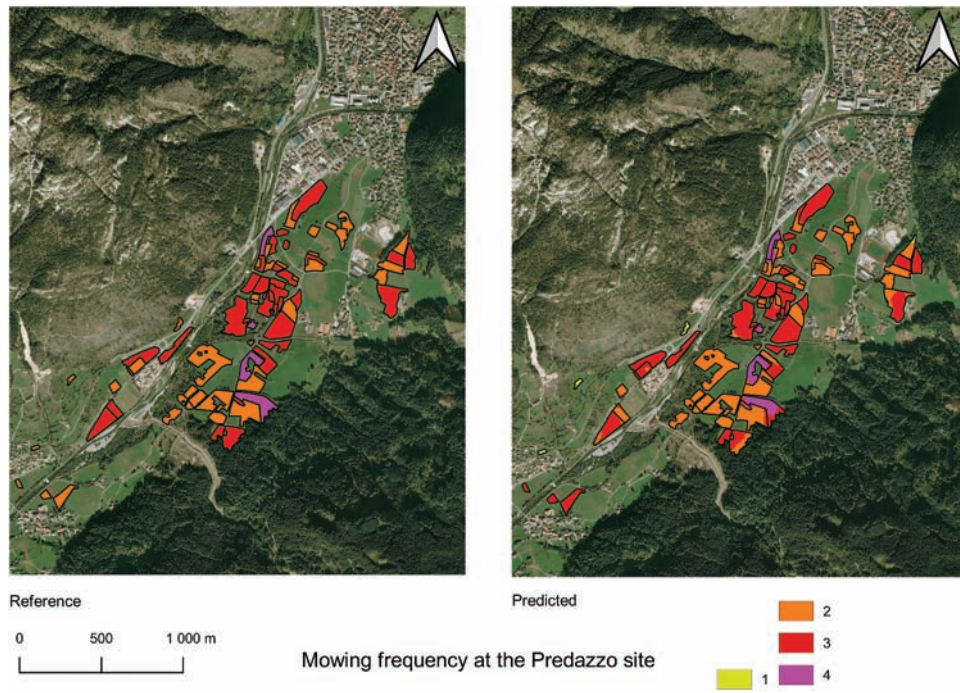 Reference
Predicted
0 500 1 000 m
Mowing frequency at the Predazzo site
2
3
1
4